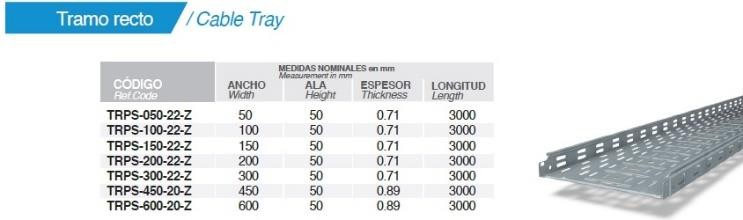 Tramo recto / Cable Tray
MEDIDAS NOMINALES en mm
Measurement in mm
CÓDIGO ANCHO ALA ESPESOR LONGITUD
Ref.Code Width Height Thickness Length
TRPS-050-22-Z 50 50 0.71 3000
TRPS-100-22-Z 100 50 0.71 3000
TRPS-150-22-Z 150 50 0.71 3000
TRPS-200-22-Z 200 50 0.71 3000
TRPS-300-22-Z 300 50 0.71 3000
TRPS-450-20-Z 450 50 0.89 3000
TRPS-600-20-Z 600 50 0.89 3000